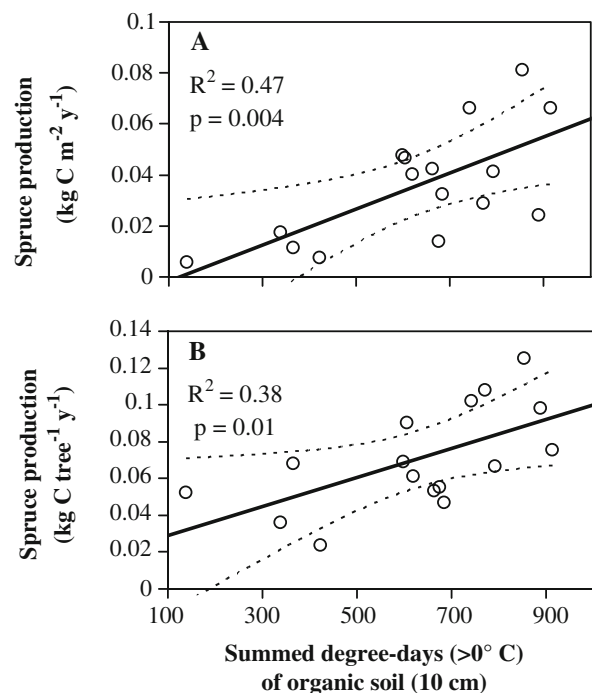 A
R² = 0.47
p = 0.004
Spruce production
(kg C m⁻² y⁻¹)
0.1
0.08
0.06
0.04
0.02
0
B
R² = 0.38
p = 0.01
Spruce production
(kg C tree⁻¹ y⁻¹)
0.14
0.12
0.1
0.08
0.06
0.04
0.02
0
100 300 500 700 900
Summed degree-days (>0° C)
of organic soil (10 cm)